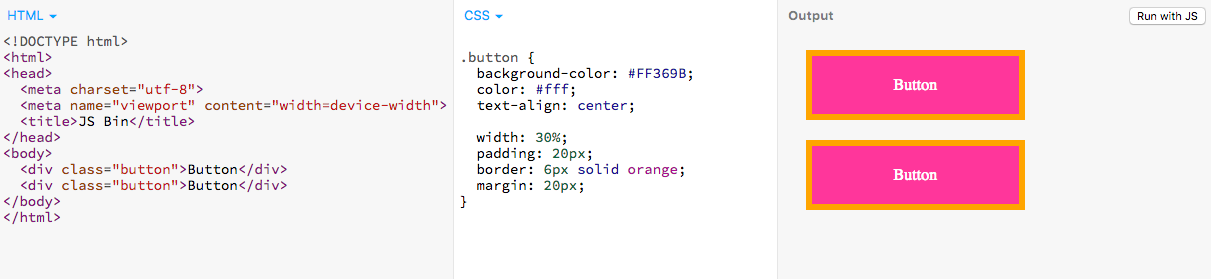 HTML
<!DOCTYPE html>
<html>
<head>
  <meta charset="utf-8">
  <meta name="viewport" content="width=device-width">
  <title>JS Bin</title>
</head>
<body>
  <div class="button">Button</div>
  <div class="button">Button</div>
</body>
</html>
CSS
.button {
  background-color: #FF369B;
  color: #fff;
  text-align: center;
  width: 30%;
  padding: 20px;
  border: 6px solid orange;
  margin: 20px;
}
Output
Run with JS
Button
Button